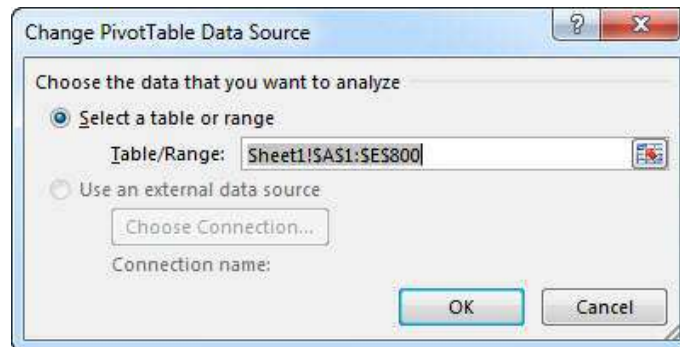 Change PivotTable Data Source
?
Choose the data that you want to analyze
Select a table or range
Table/Range: Sheet1!$A$1:$E$800
Use an external data source
Choose Connection...
Connection name:
OK Cancel